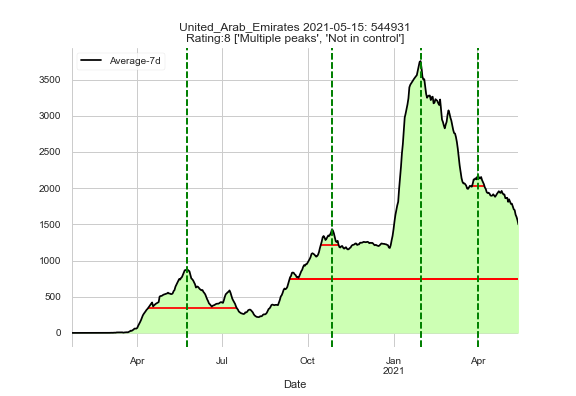 United_Arab_Emirates 2021-05-15: 544931
Rating:8 ['Multiple peaks', 'Not in control']
Average-7d
3500
3000
2500
2000
1500
1000
500
0
Apr Jul Oct Jan Apr
2021
Date